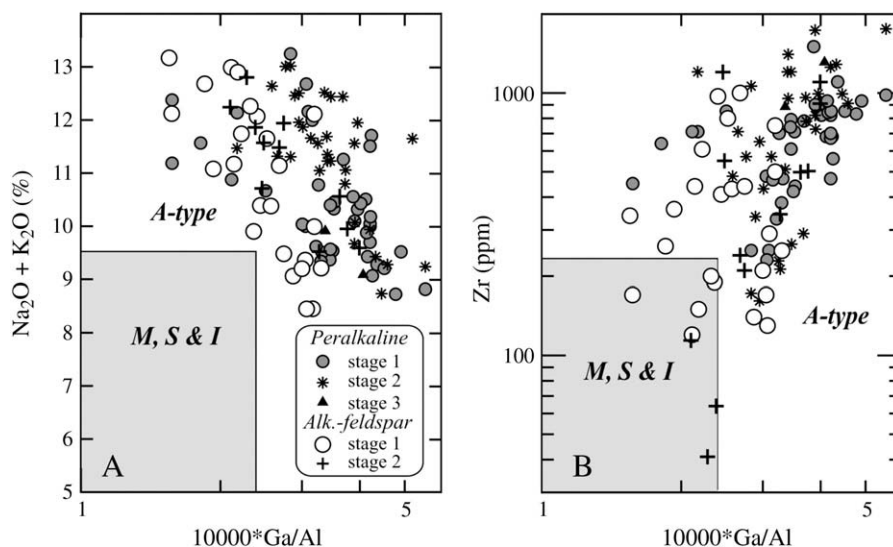 13
12
11
10
9
8
7
6
5
Na₂O + K₂O (%)
A-type
M, S & I
A
Peralkaline
stage 1
stage 2
stage 3
Alk.-feldspar
stage 1
stage 2
1
5
10000*Ga/Al
1000
100
Zr (ppm)
A-type
M, S & I
B
1
5
10000*Ga/Al